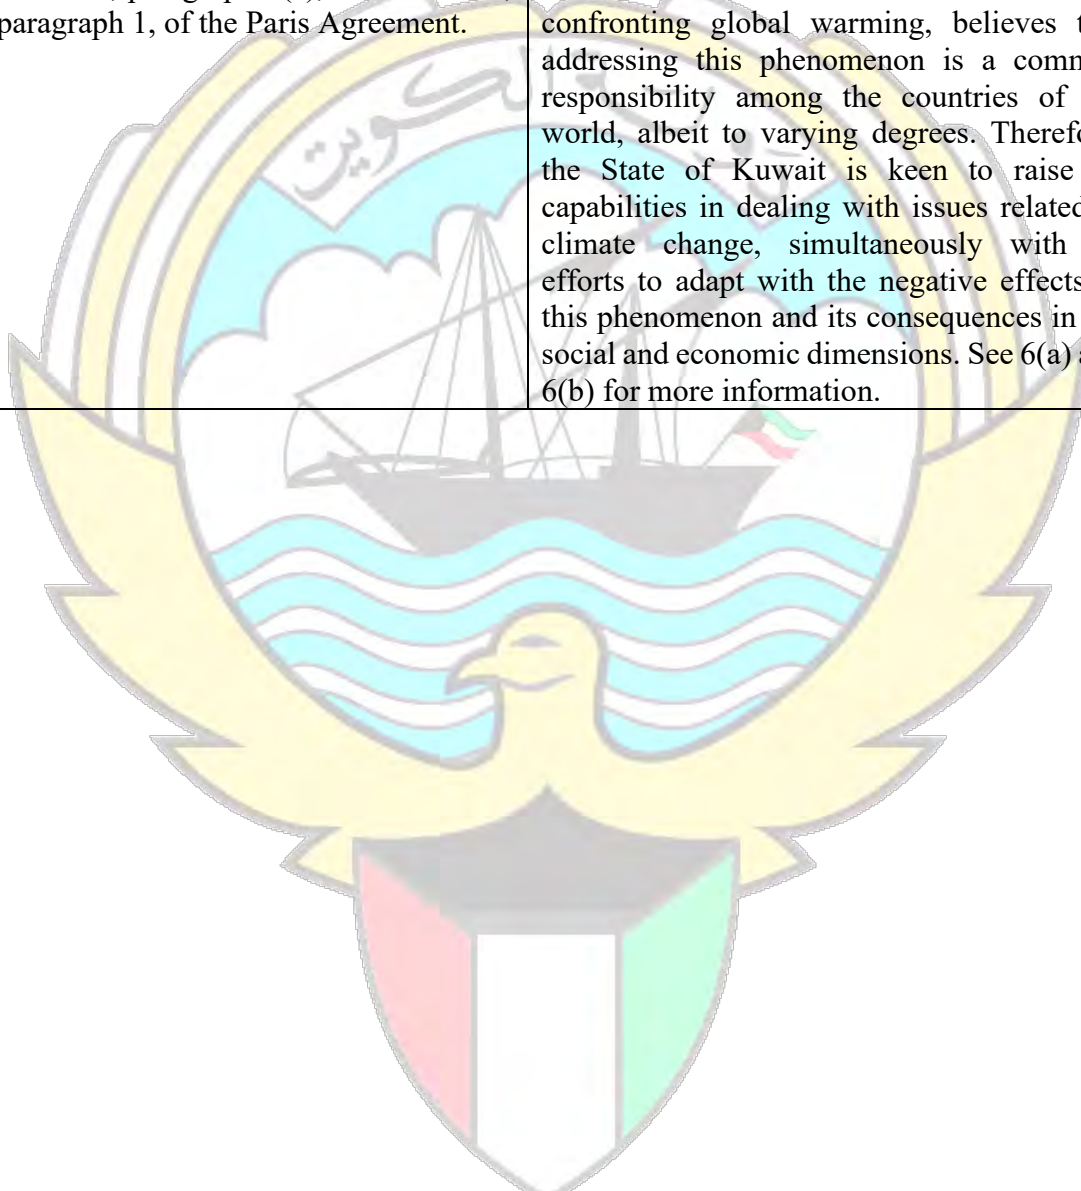 paragraph 1, of the Paris Agreement.
confronting global warming, believes t
addressing this phenomenon is a comm
responsibility among the countries of
world, albeit to varying degrees. Therefo
the State of Kuwait is keen to raise
capabilities in dealing with issues related
climate change, simultaneously with
efforts to adapt with the negative effects
this phenomenon and its consequences in
social and economic dimensions. See 6(a) a
6(b) for more information.
الكويت